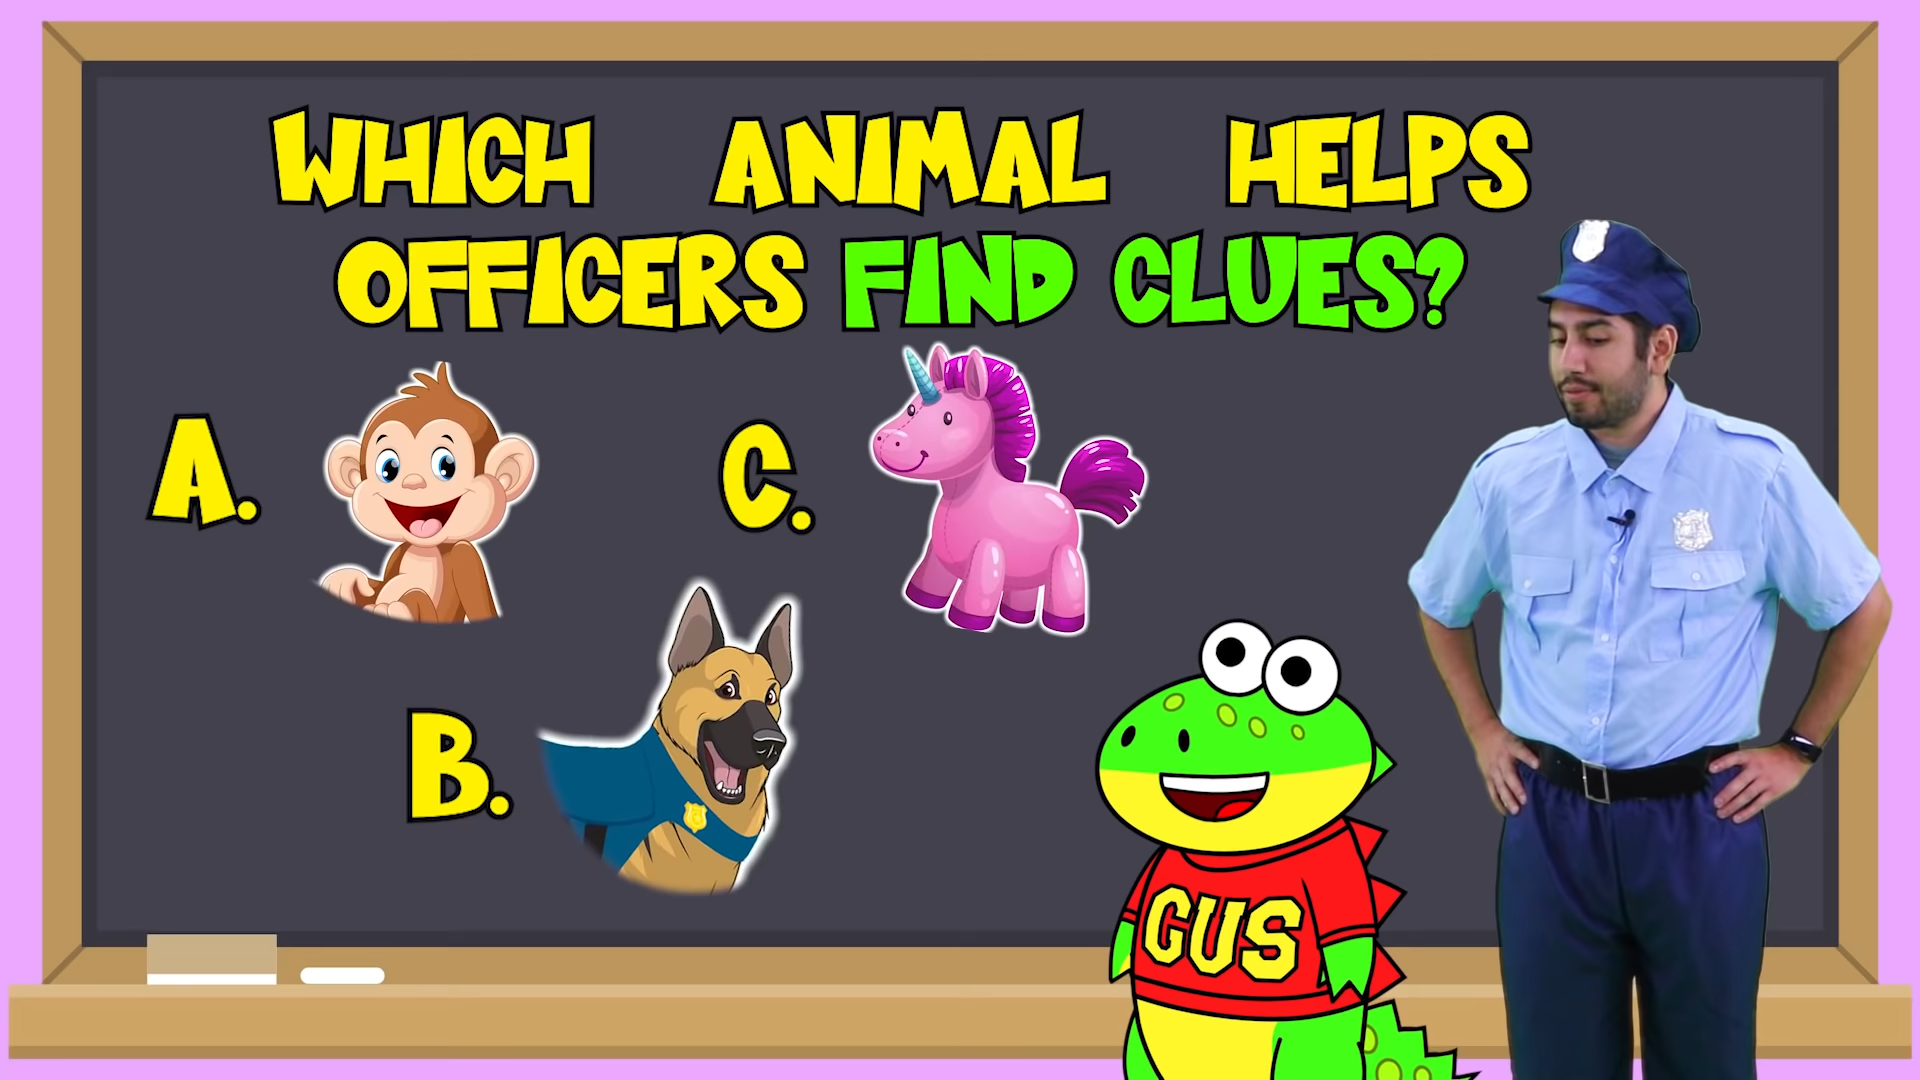 WHICH ANIMAL HELPS
OFFICERS FIND CLUES?
A.
C.
B.
GUS